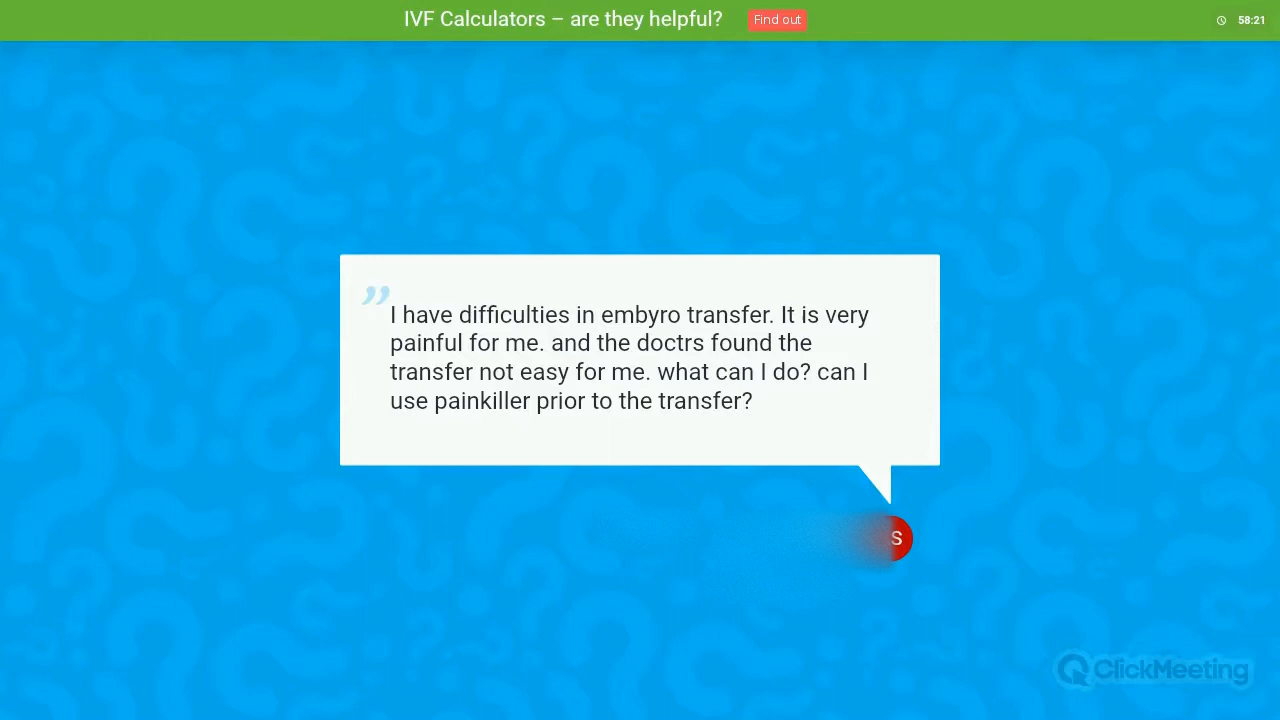 IVF Calculators – are they helpful? Find out 58:21
” I have difficulties in embyro transfer. It is very
painful for me. and the doctrs found the
transfer not easy for me. what can I do? can I
use painkiller prior to the transfer?
S
ClickMeeting